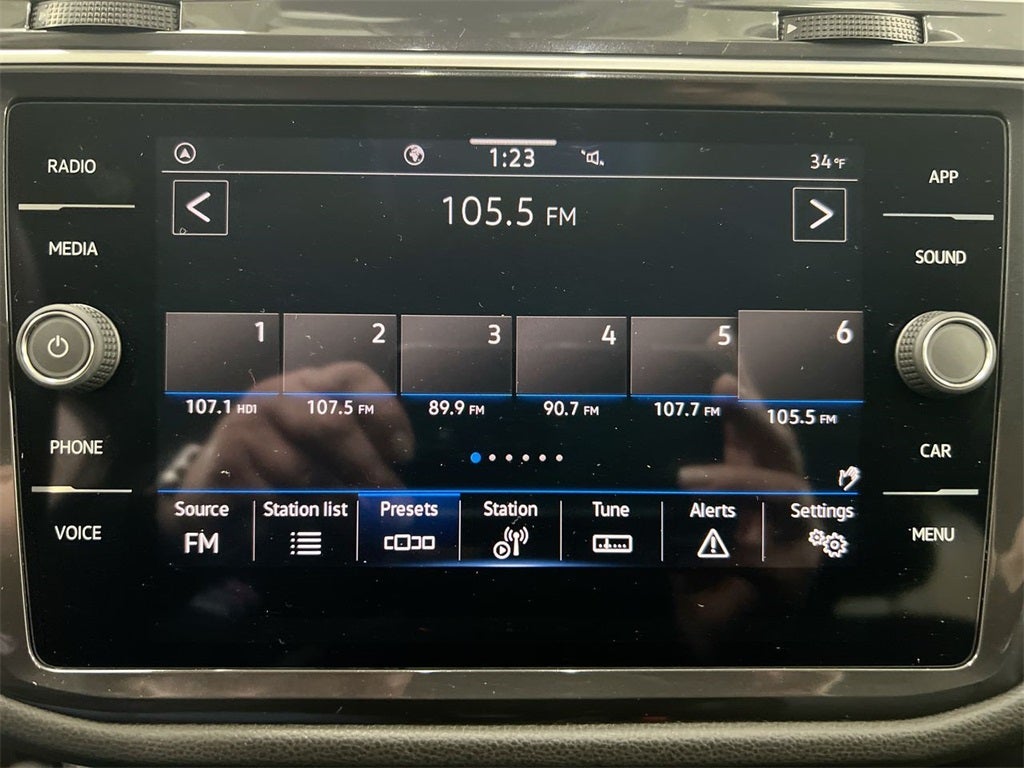 RADIO
MEDIA
PHONE
VOICE
1:23
34°F
105.5 FM
1 2 3 4 5 6
107.1 HD1 107.5 FM 89.9 FM 90.7 FM 107.7 FM 105.5 FM
Source Station list Presets Station Tune Alerts Settings
FM
APP
SOUND
CAR
MENU